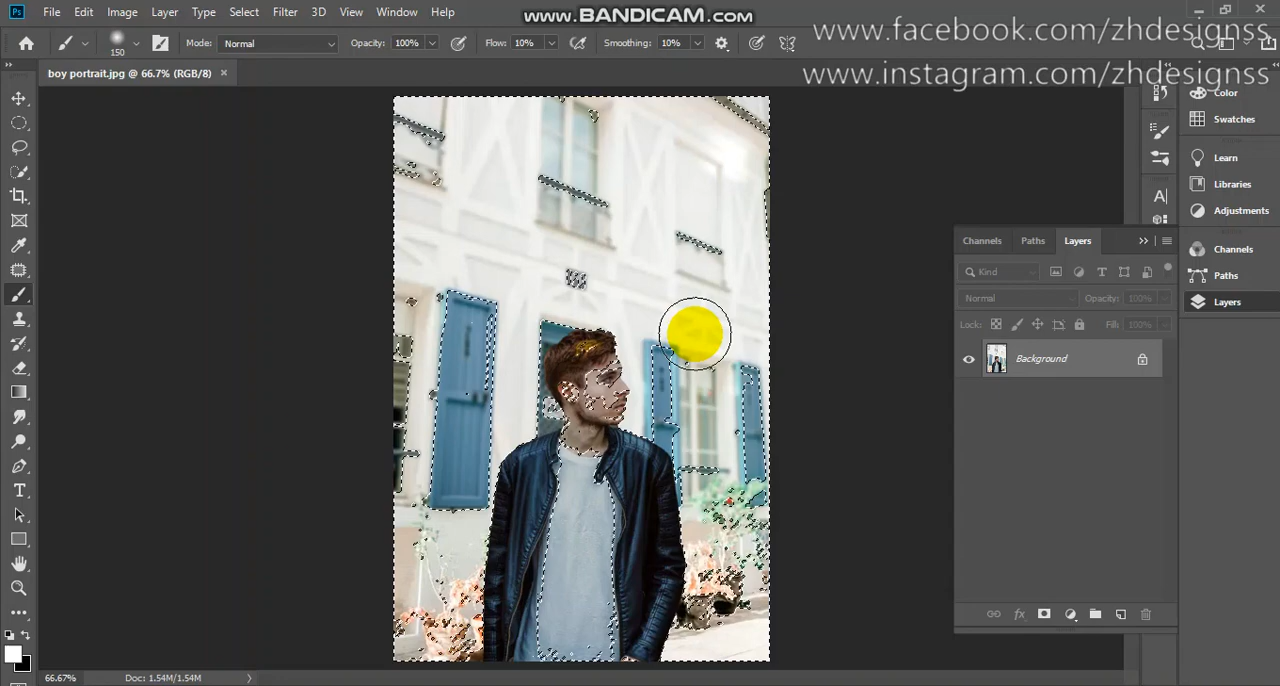 Ps File Edit Image Layer Type Select Filter 3D View Window Help
www.BANDICAM.com
www.facebook.com/zhdesignss
www.instagram.com/zhdesignss
150 Mode: Normal Opacity: 100% Flow: 10% Smoothing: 10%
boy portrait.jpg @ 66.7% (RGB/8) ×
Color
Swatches
Learn
Libraries
Adjustments
Channels
Paths
Layers
Channels Paths Layers
Kind
Normal Opacity: 100%
Lock: Fill: 100%
Background
fx
66.67% Doc: 1.54M/1.54M